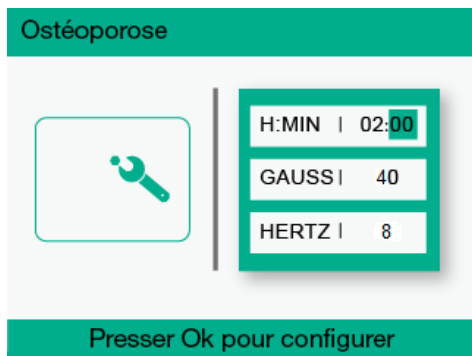 Ostéoporose
H:MIN | 02:00
GAUSS | 40
HERTZ | 8
Presser Ok pour configurer